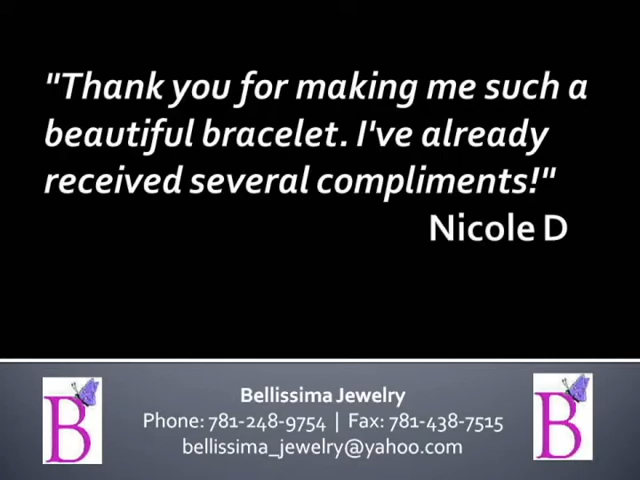 "Thank you for making me such a
beautiful bracelet. I've already
received several compliments!"
Nicole D
Bellissima Jewelry
Phone: 781-248-9754 | Fax: 781-438-7515
bellissima_jewelry@yahoo.com
B
B